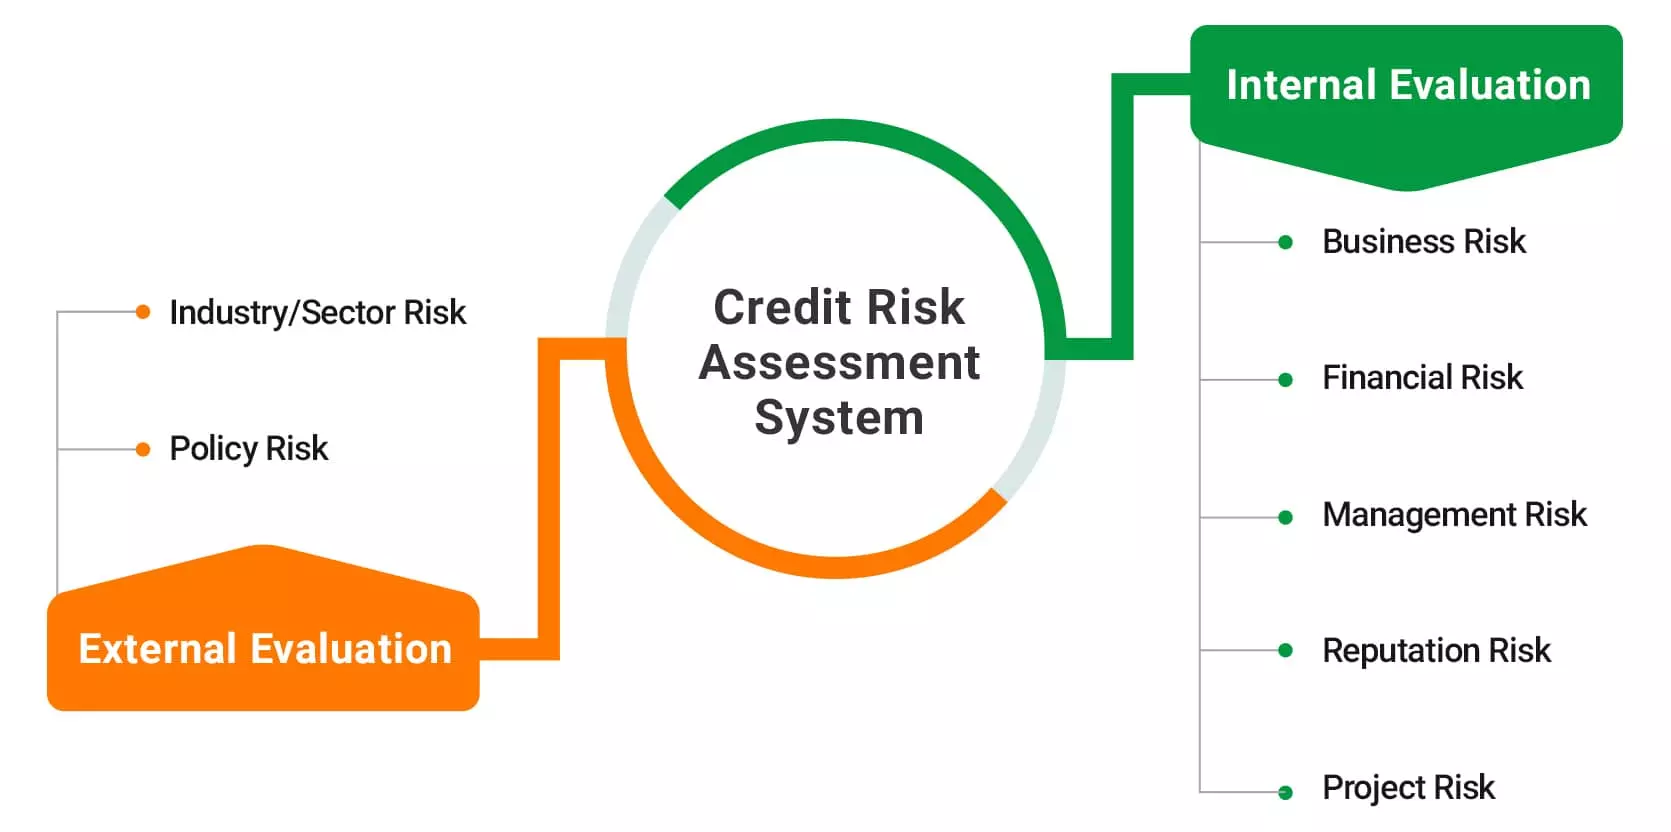 Credit Risk
Assessment
System
Internal Evaluation
Business Risk
Financial Risk
Management Risk
Reputation Risk
Project Risk
Industry/Sector Risk
Policy Risk
External Evaluation